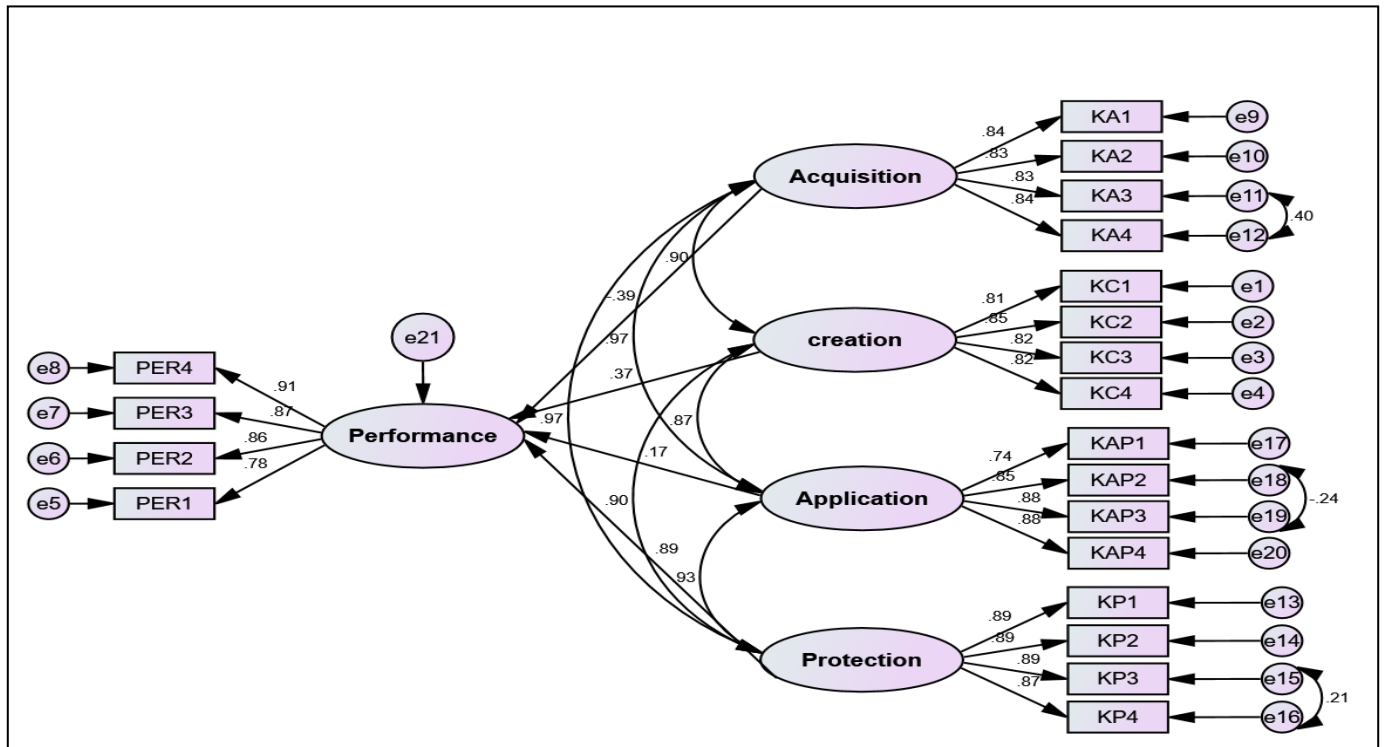 KA1
e9
.84
KA2
e10
.83
Acquisition
KA3
e11
.83
.40
KA4
e12
.84
.90
KC1
e1
.81
KC2
e2
.85
-.39
e21
creation
KC3
e3
.82
.97
KC4
e4
.82
.37
e8
PER4
.91
e7
PER3
.87
.97
.87
Performance
e6
PER2
.86
e5
PER1
.78
.17
KAP1
e17
.74
KAP2
e18
.85
-.24
Application
KAP3
e19
.88
KAP4
e20
.88
.90
.89
.93
KP1
e13
.89
KP2
e14
.89
Protection
KP3
e15
.89
.21
KP4
e16
.87